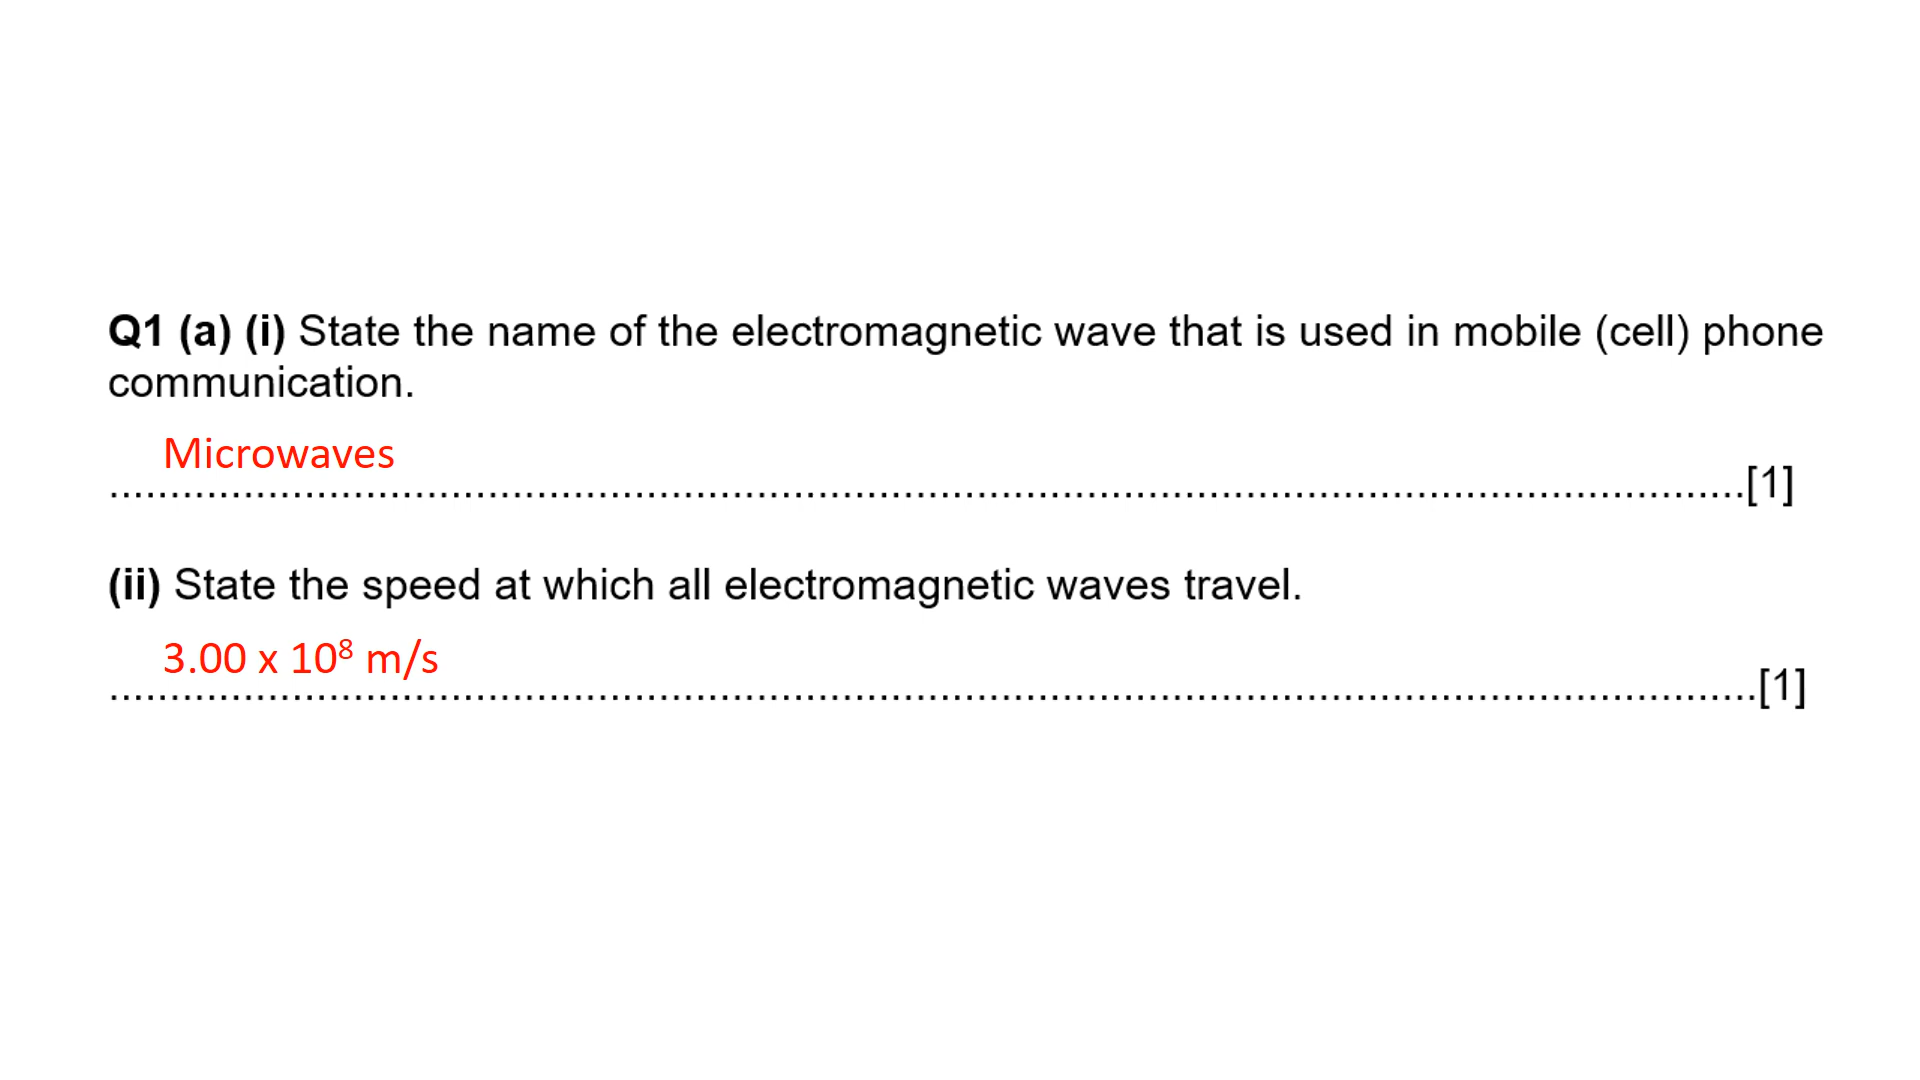 Q1 (a) (i) State the name of the electromagnetic wave that is used in mobile (cell) phone
communication.
Microwaves
........................................................................................................................................[1]
(ii) State the speed at which all electromagnetic waves travel.
3.00 x 10⁸ m/s
.........................................................................................................................................[1]